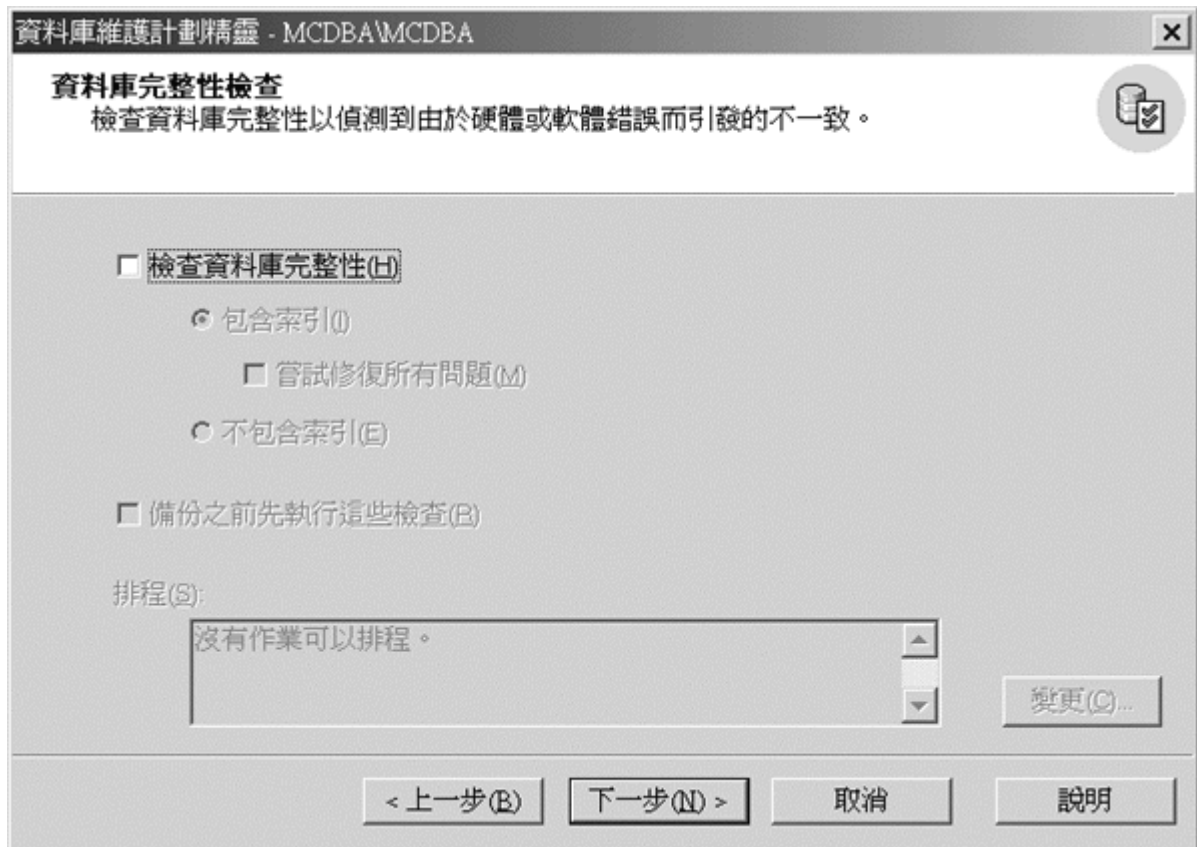 資料庫維護計劃精靈 - MCDBA\MCDBA
資料庫完整性檢查
檢查資料庫完整性以偵測到由於硬體或軟體錯誤而引發的不一致。
檢查資料庫完整性(H)
包含索引(I)
嘗試修復所有問題(M)
不包含索引(E)
備份之前先執行這些檢查(R)
排程(S):
沒有作業可以排程。
變更(C)...
< 上一步(B)
下一步(N) >
取消
說明